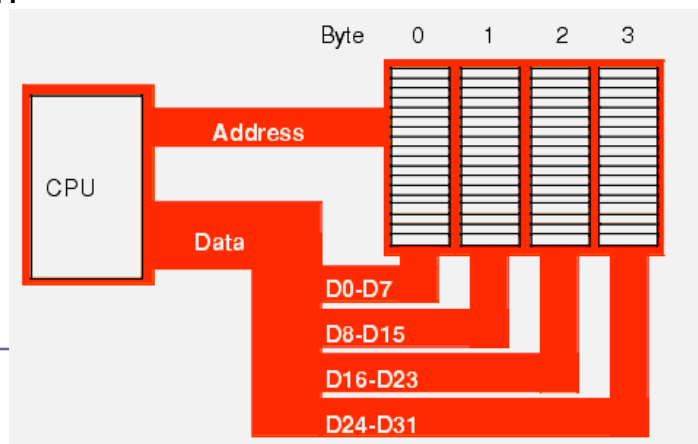 Byte 0 1 2 3
Address
CPU
Data
D0-D7
D8-D15
D16-D23
D24-D31